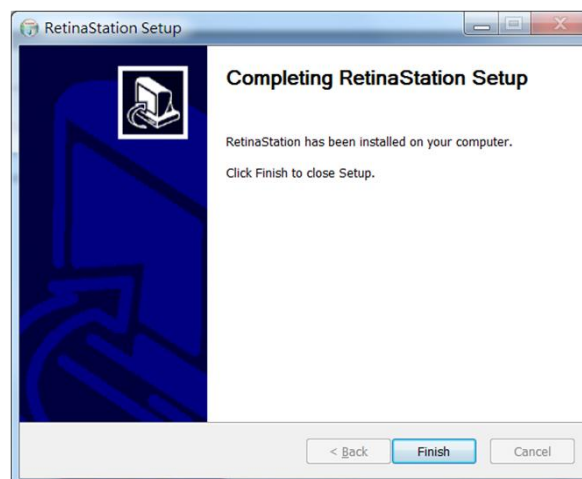 RetinaStation Setup
Completing RetinaStation Setup
RetinaStation has been installed on your computer.
Click Finish to close Setup.
< Back
Finish
Cancel